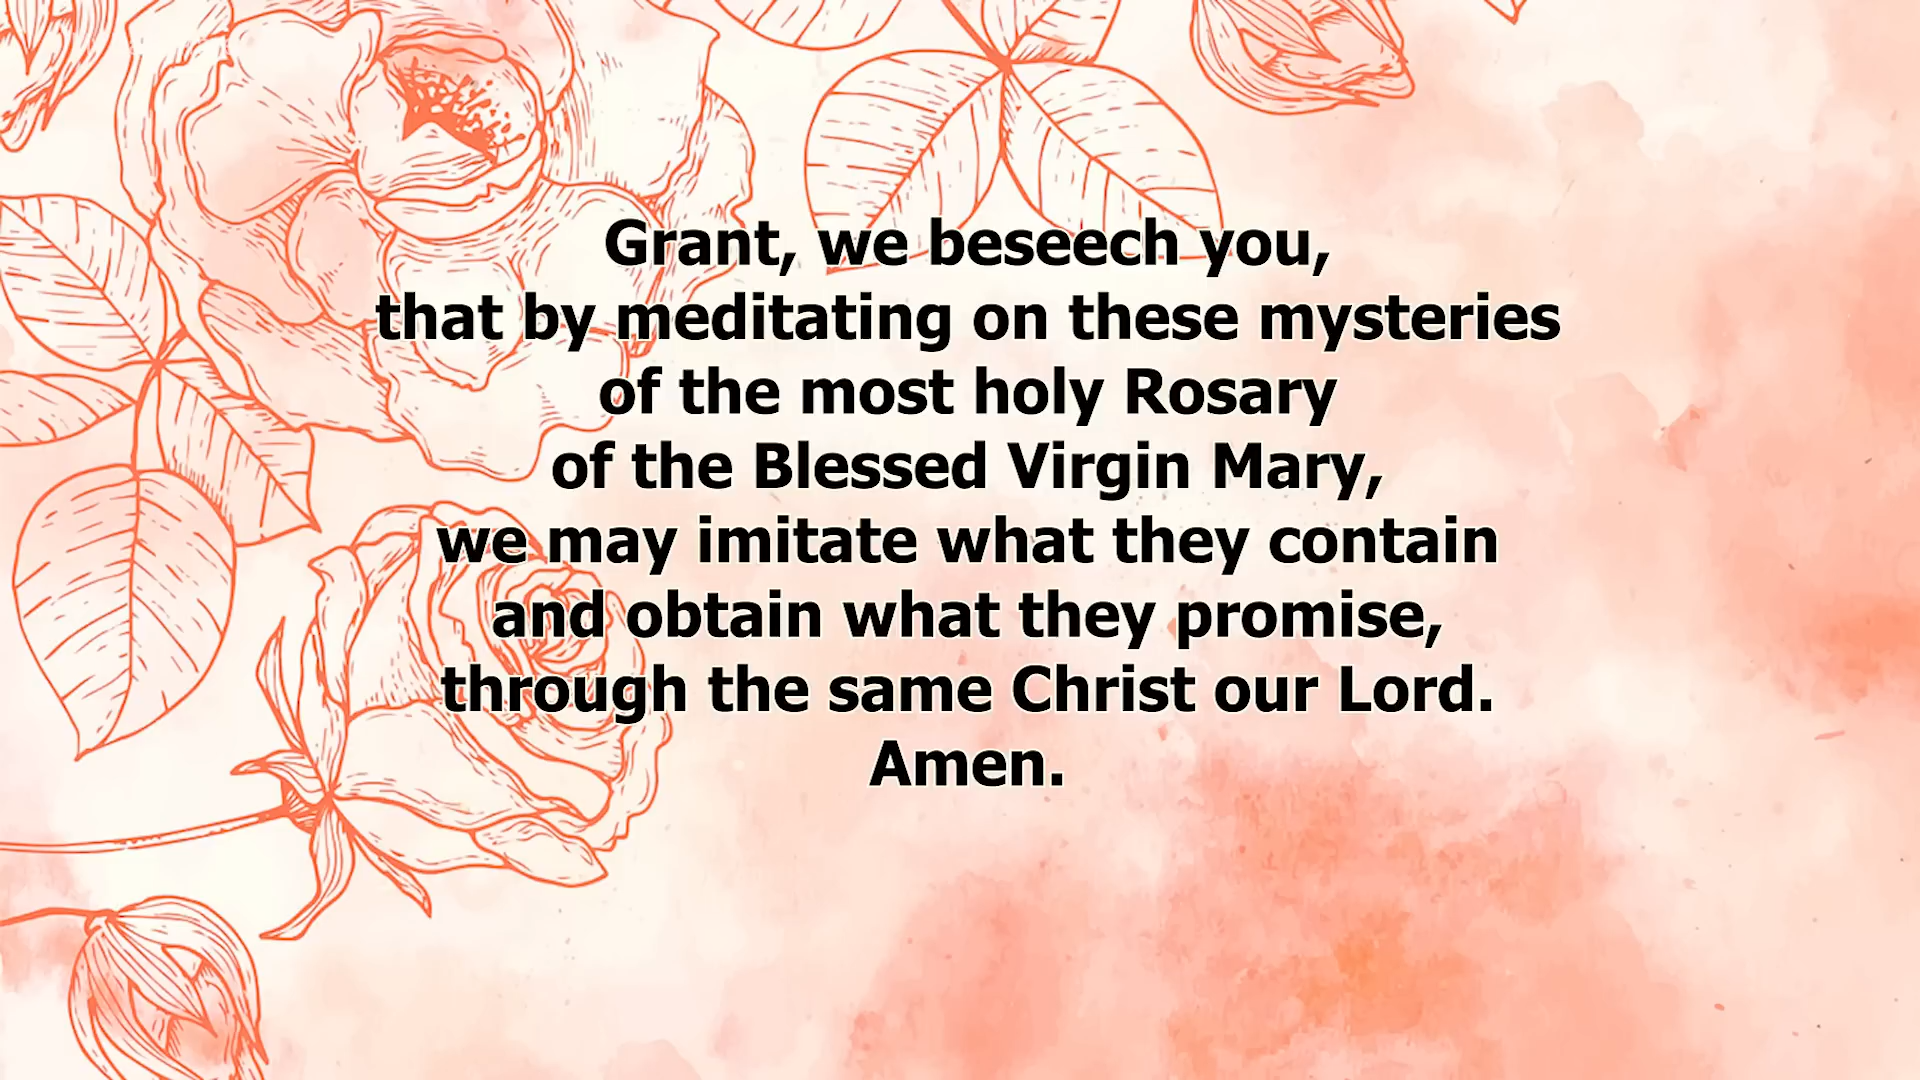 Grant, we beseech you,
that by meditating on these mysteries
of the most holy Rosary
of the Blessed Virgin Mary,
we may imitate what they contain
and obtain what they promise,
through the same Christ our Lord.
Amen.